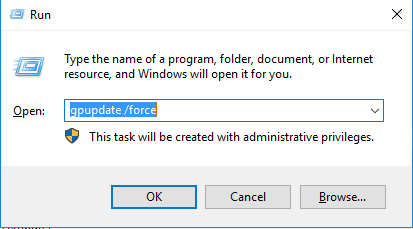 Run
Type the name of a program, folder, document, or Internet
resource, and Windows will open it for you.
Open: gpupdate /force
This task will be created with administrative privileges.
OK Cancel Browse...